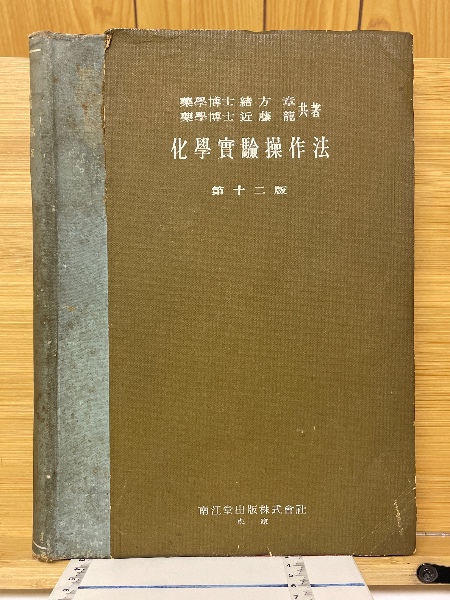 藥學博士 緒方 章
藥學博士 近藤 龍
共著
化學實驗操作法
第十二版
南江堂出版株式會社
東京